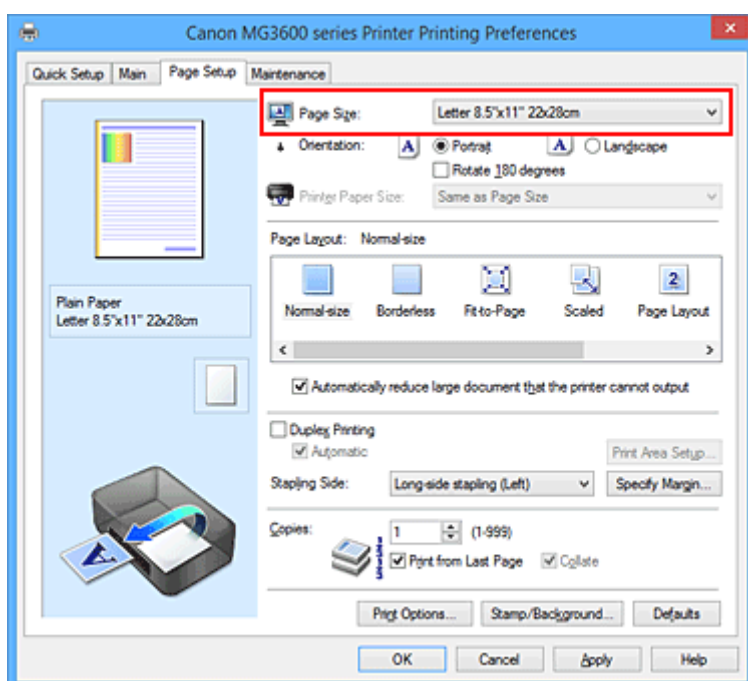 Canon MG3600 series Printer Printing Preferences
Quick Setup Main Page Setup Maintenance
Page Size: Letter 8.5"x11" 22x28cm
Orientation: A Portrait A Landscape
Rotate 180 degrees
Printer Paper Size: Same as Page Size
Page Layout: Normal-size
Normal-size Borderless Fit-to-Page Scaled Page Layout
Plain Paper
Letter 8.5"x11" 22x28cm
Automatically reduce large document that the printer cannot output
Duplex Printing
Automatic
Print Area Setup...
Stapling Side: Long-side stapling (Left) Specify Margin...
Copies: 1 (1-999)
Print from Last Page Collate
Print Options... Stamp/Background... Defaults
OK Cancel Apply Help